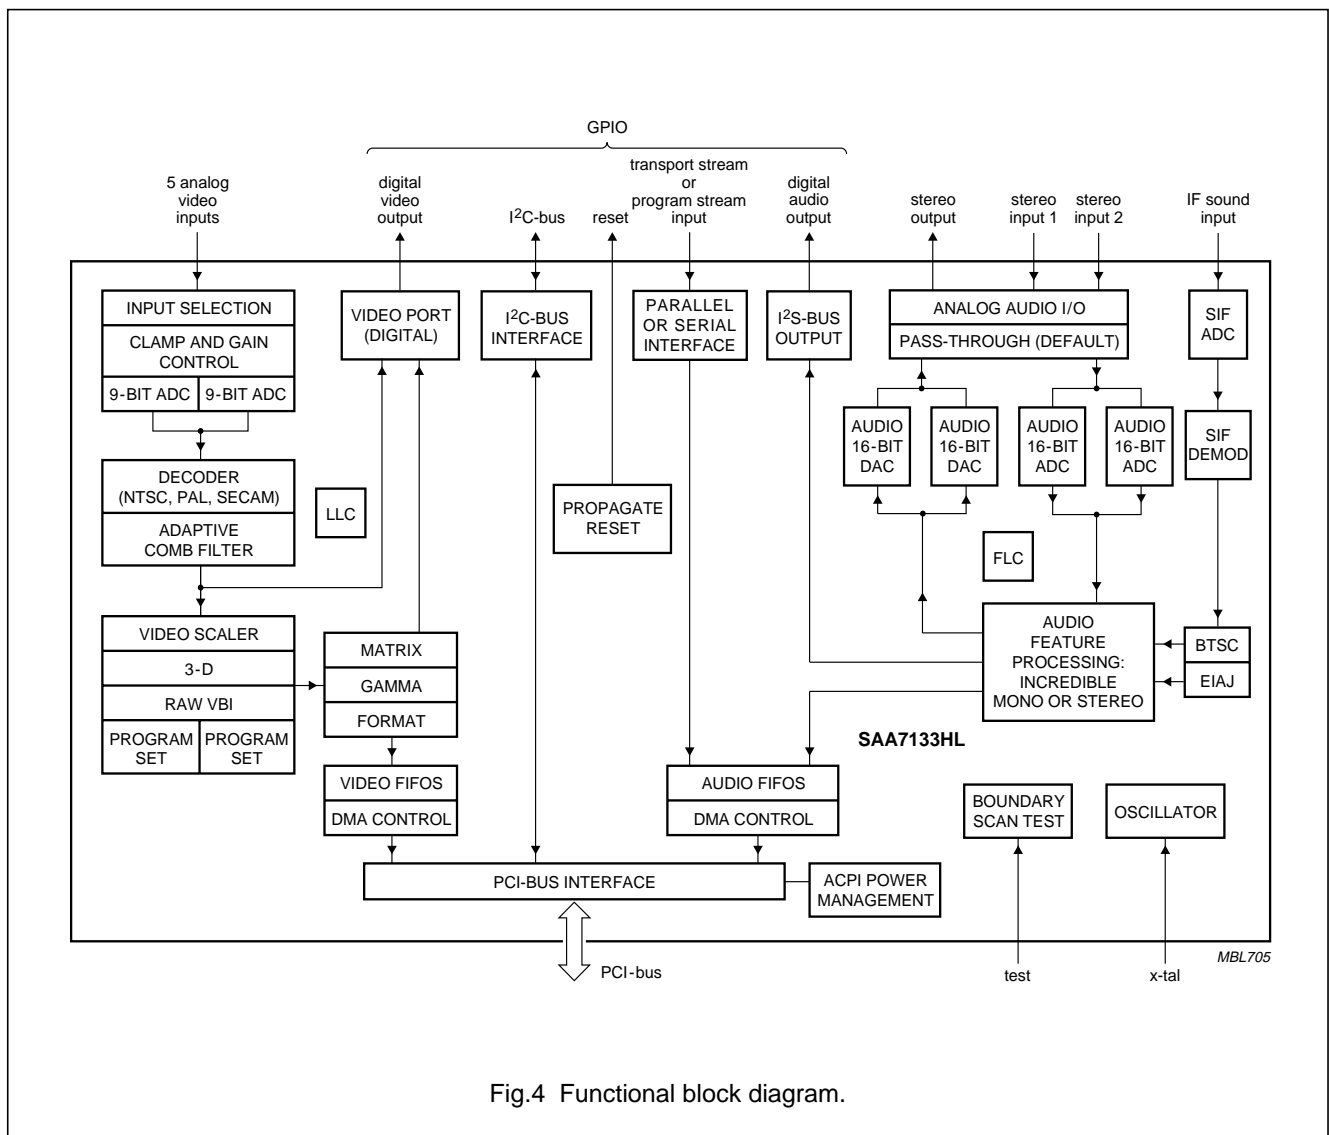 GPIO
5 analog
video
inputs
digital
video
output
I²C-bus
reset
transport stream
or
program stream
input
digital
audio
output
stereo
output
stereo
input 1
stereo
input 2
IF sound
input
INPUT SELECTION
CLAMP AND GAIN
CONTROL
9-BIT ADC
9-BIT ADC
VIDEO PORT
(DIGITAL)
I²C-BUS
INTERFACE
PARALLEL
OR SERIAL
INTERFACE
I²S-BUS
OUTPUT
ANALOG AUDIO I/O
PASS-THROUGH (DEFAULT)
SIF
ADC
AUDIO
16-BIT
DAC
AUDIO
16-BIT
DAC
AUDIO
16-BIT
ADC
AUDIO
16-BIT
ADC
SIF
DEMOD
DECODER
(NTSC, PAL, SECAM)
ADAPTIVE
COMB FILTER
LLC
PROPAGATE
RESET
FLC
VIDEO SCALER
3-D
RAW VBI
PROGRAM
SET
PROGRAM
SET
MATRIX
GAMMA
FORMAT
AUDIO
FEATURE
PROCESSING:
INCREDIBLE
MONO OR STEREO
BTSC
EIAJ
SAA7133HL
VIDEO FIFOS
DMA CONTROL
AUDIO FIFOS
DMA CONTROL
BOUNDARY
SCAN TEST
OSCILLATOR
PCI-BUS INTERFACE
ACPI POWER
MANAGEMENT
PCI-bus
test
x-tal
MBL705
Fig.4 Functional block diagram.